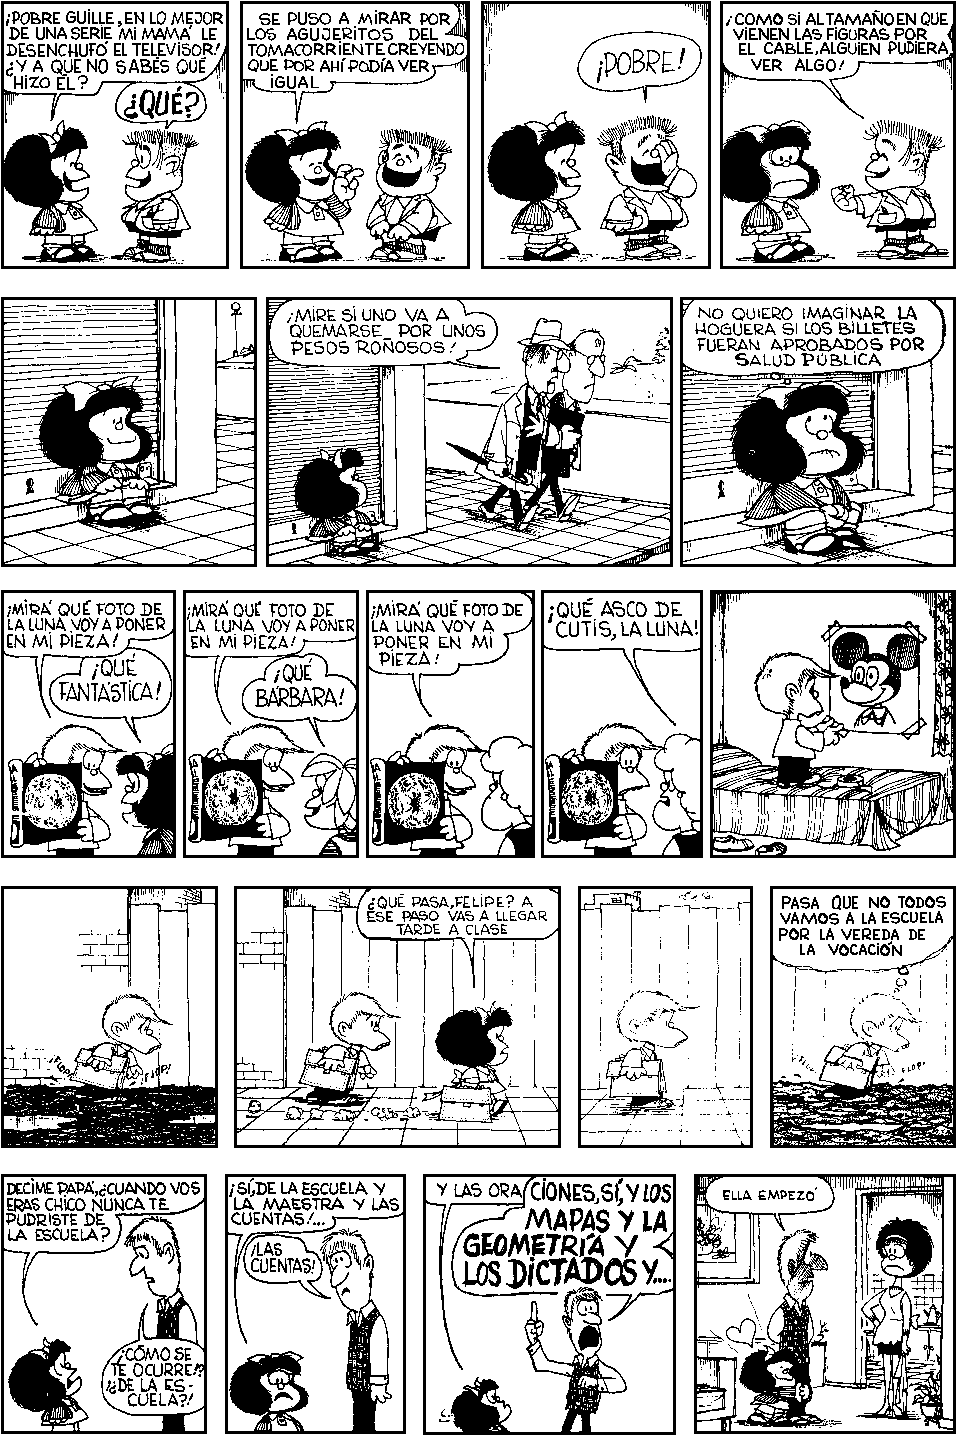 ¡POBRE GUILLE, EN LO MEJOR
DE UNA SERIE MI MAMÁ LE
DESENCHUFÓ EL TELEVISOR!
¿Y A QUE NO SABÉS QUÉ
HIZO ÉL?
¿QUÉ?
SE PUSO A MIRAR POR
LOS AGUJERITOS DEL
TOMACORRIENTE, CREYENDO
QUE POR AHÍ PODÍA VER
IGUAL
¡POBRE!
¡COMO SI AL TAMAÑO EN QUE
VIENEN LAS FIGURAS POR
EL CABLE, ALGUIEN PUDIERA
VER ALGO!
¡MIRE SI UNO VA A
QUEMARSE POR UNOS
PESOS ROÑOSOS!
NO QUIERO IMAGINAR LA
HOGUERA SI LOS BILLETES
FUERAN APROBADOS POR
SALUD PÚBLICA
¡MIRÁ QUÉ FOTO DE
LA LUNA VOY A PONER
EN MI PIEZA!
¡QUÉ
FANTÁSTICA!
¡MIRÁ QUÉ FOTO DE
LA LUNA VOY A PONER
EN MI PIEZA!
¡QUÉ
BÁRBARA!
¡MIRÁ QUÉ FOTO DE
LA LUNA VOY A
PONER EN MI
PIEZA!
¡QUÉ ASCO DE
CUTIS, LA LUNA!
¡FLOP!
¡FLOP!
¿QUÉ PASA, FELIPE? A
ESE PASO VAS A LLEGAR
TARDE A CLASE
PASA QUE NO TODOS
VAMOS A LA ESCUELA
POR LA VEREDA DE
LA VOCACIÓN
¡FLOP!
¡FLOP!
DECIME PAPÁ, ¿CUANDO VOS
ERAS CHICO NUNCA TE
PUDRISTE DE
LA ESCUELA?
¡¿CÓMO SE
TE OCURRE!?
¡¿DE LA ES-
CUELA?!
¡SÍ, DE LA ESCUELA Y
LA MAESTRA Y LAS
CUENTAS!...
¡LAS
CUENTAS!
Y LAS ORA
CIONES, SÍ, Y LOS
MAPAS Y LA
GEOMETRÍA Y
LOS DICTADOS Y....
ELLA EMPEZÓ